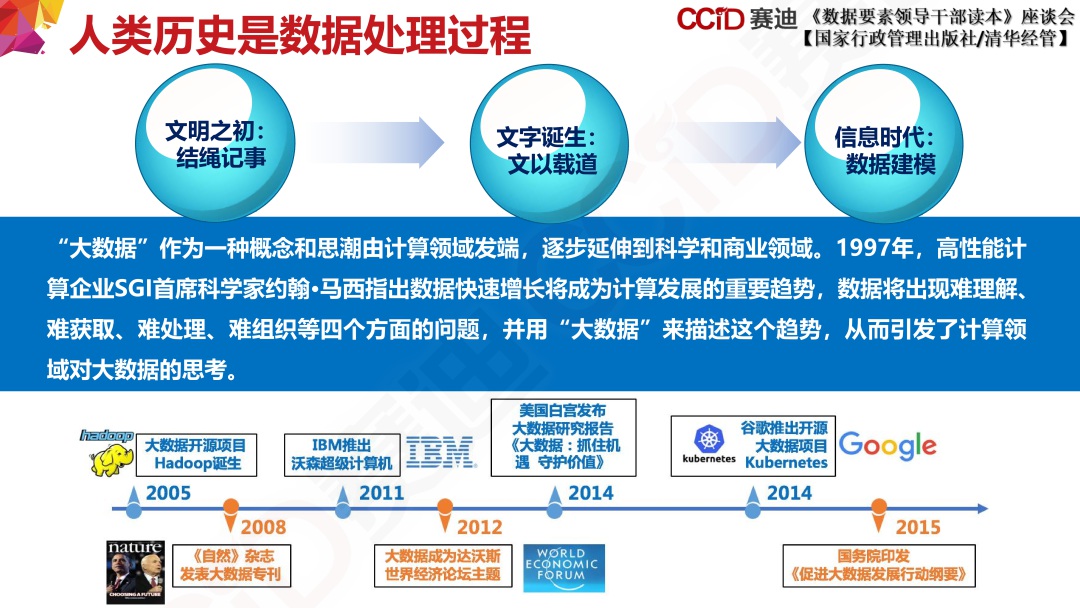 人类历史是数据处理过程
CCID 赛迪
《数据要素领导干部读本》座谈会
【国家行政管理出版社/清华经管】
文明之初：
结绳记事
文字诞生：
文以载道
信息时代：
数据建模
“大数据”作为一种概念和思潮由计算领域发端，逐步延伸到科学和商业领域。1997年，高性能计
算企业SGI首席科学家约翰•马西指出数据快速增长将成为计算发展的重要趋势，数据将出现难理解、
难获取、难处理、难组织等四个方面的问题，并用“大数据”来描述这个趋势，从而引发了计算领
域对大数据的思考。
hadoop
大数据开源项目
Hadoop诞生
2005
IBM推出
沃森超级计算机
IBM
2011
美国白宫发布
大数据研究报告
《大数据：抓住机
遇 守护价值》
2014
kubernetes
谷歌推出开源
大数据项目
Kubernetes
Google
2014
2008
nature
CHOOSING A FUTURE
《自然》杂志
发表大数据专刊
2012
大数据成为达沃斯
世界经济论坛主题
WORLD
ECONOMIC
FORUM
2015
国务院印发
《促进大数据发展行动纲要》